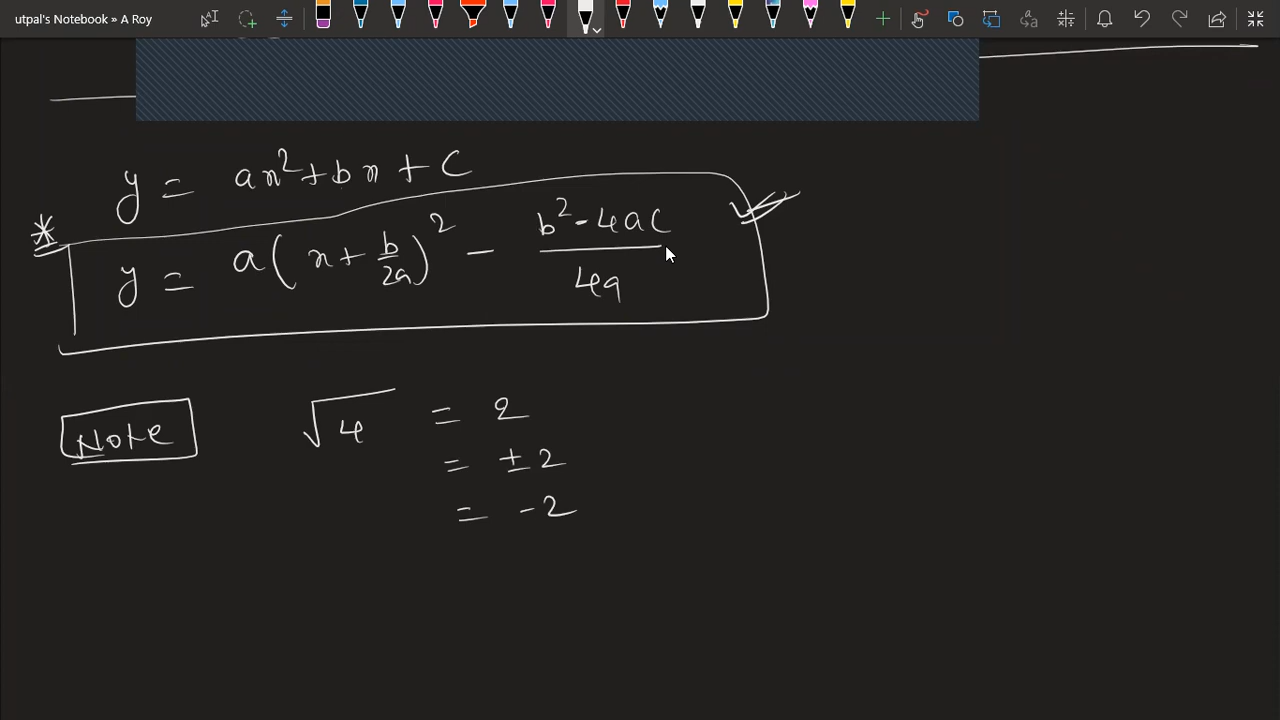 utpal's Notebook » A Roy
y = ax² + bx + C
* y = a(x + b/2a)² - (b² - 4ac)/4a
Note √4 = 2
= ±2
= -2